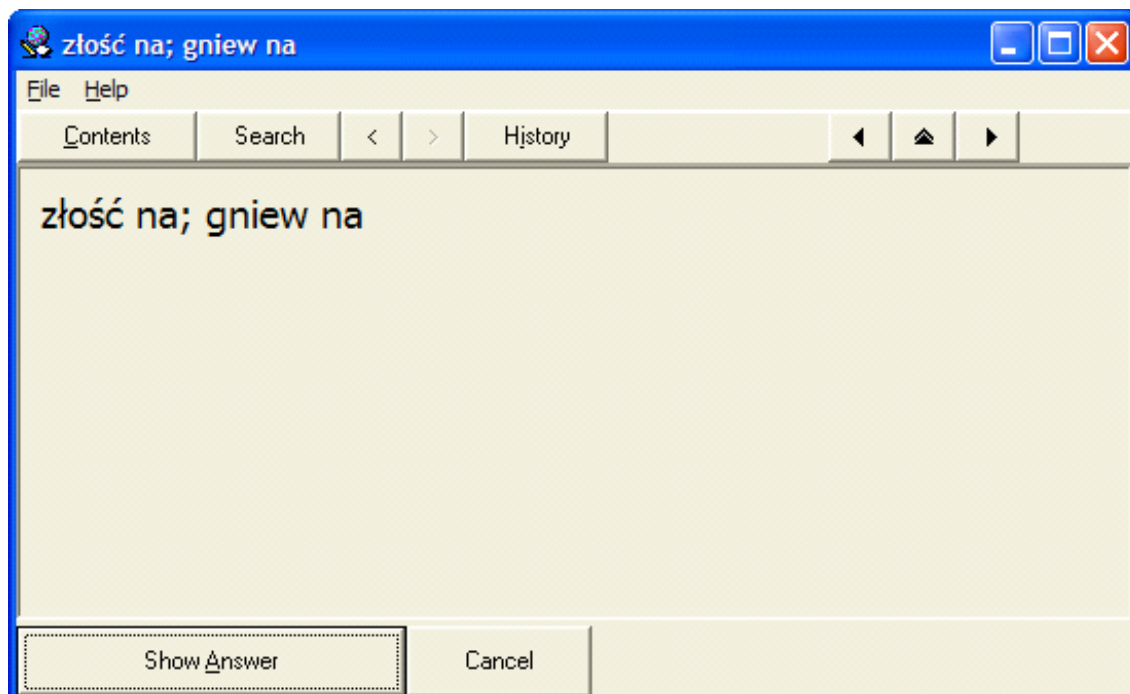 złość na; gniew na
File Help
Contents Search < > History
złość na; gniew na
Show Answer Cancel